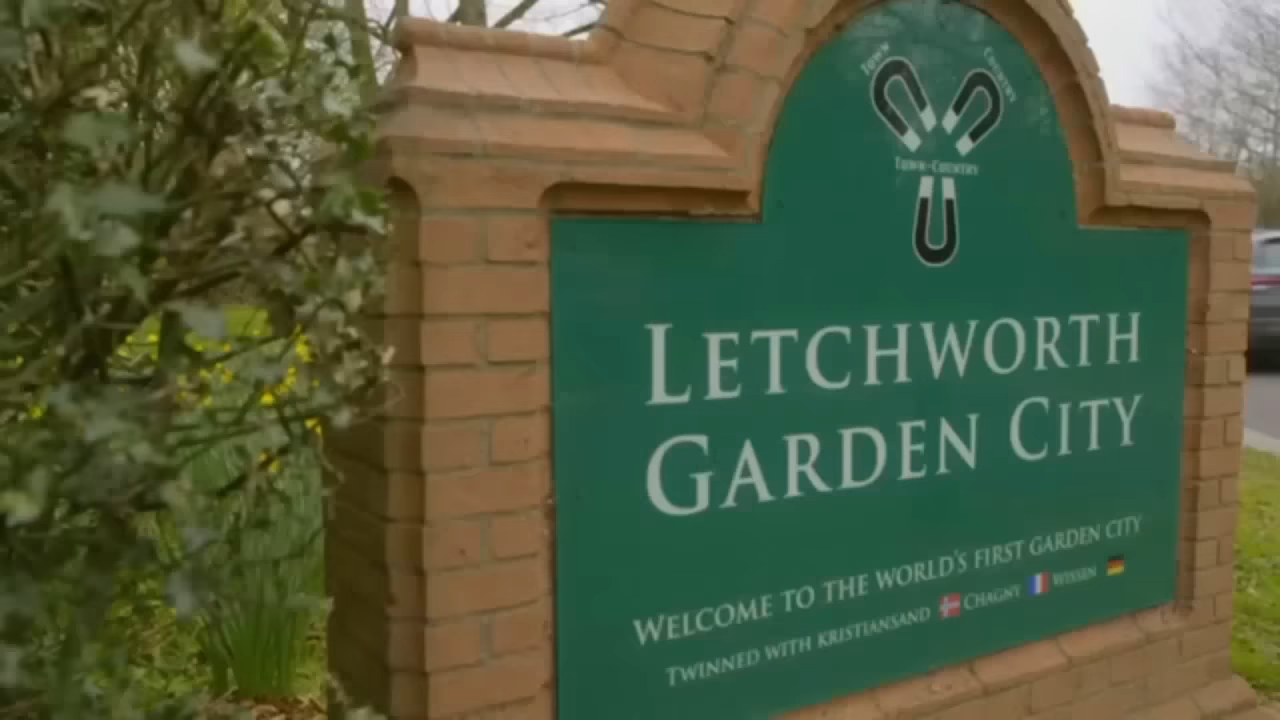 Town Country
Town-Country
LETCHWORTH
GARDEN CITY
WELCOME TO THE WORLD'S FIRST GARDEN CITY
TWINNED WITH KRISTIANSAND CHAGNY WISSEN